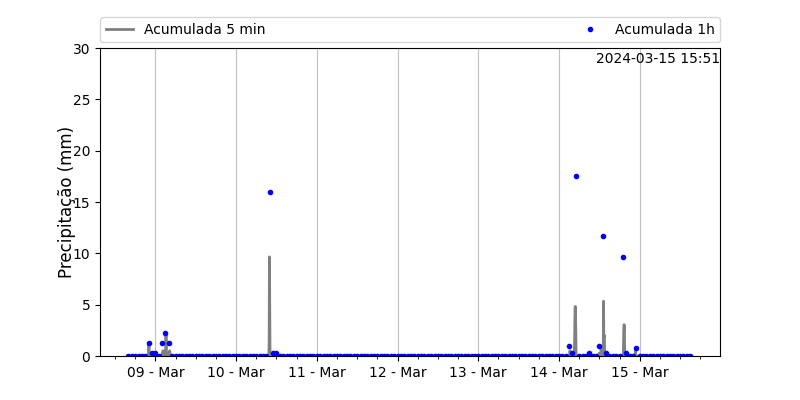 Acumulada 5 min
Acumulada 1h
2024-03-15 15:51
Precipitação (mm)
30
25
20
15
10
5
0
09 - Mar
10 - Mar
11 - Mar
12 - Mar
13 - Mar
14 - Mar
15 - Mar